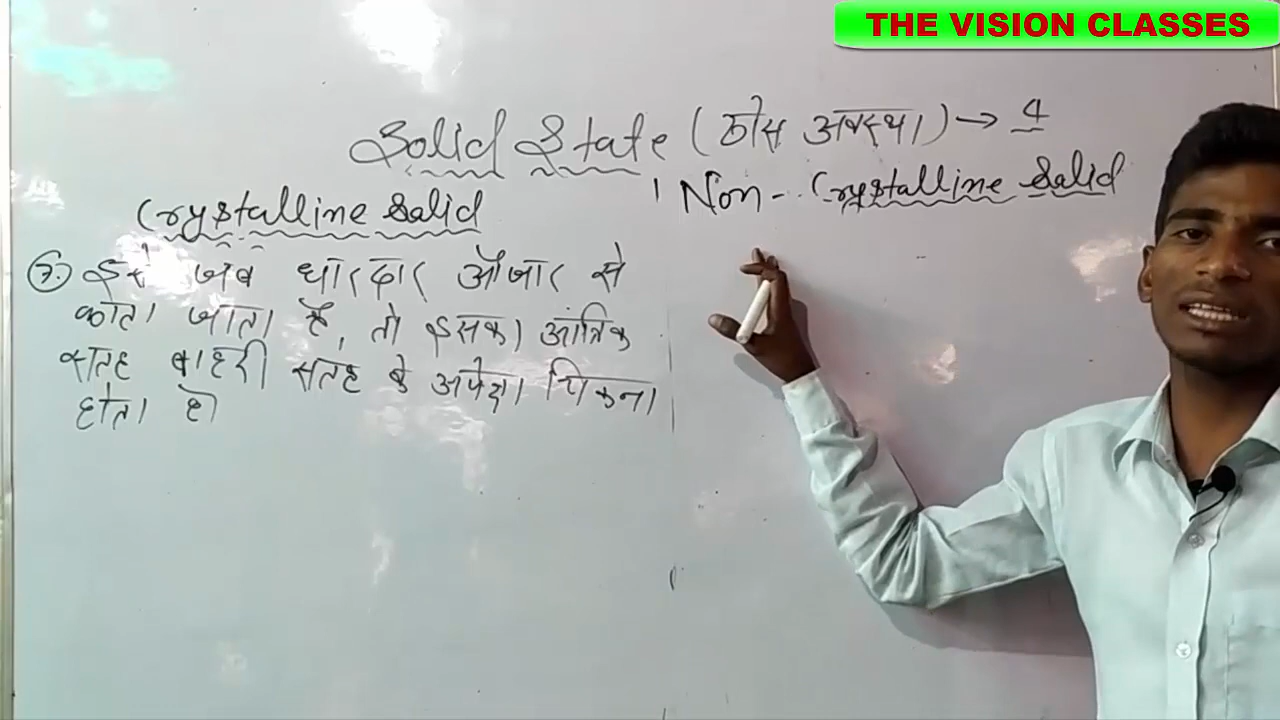 THE VISION CLASSES
Solid State (ठोस अवस्था) → 4
Crystalline Solid
Non - Crystalline Solid
7. इसे जब धारदार औजार से
काटा जाता है, तो इसका आंत्रिक
सतह बाहरी सतह के अपेक्षा चिकना
होता है।